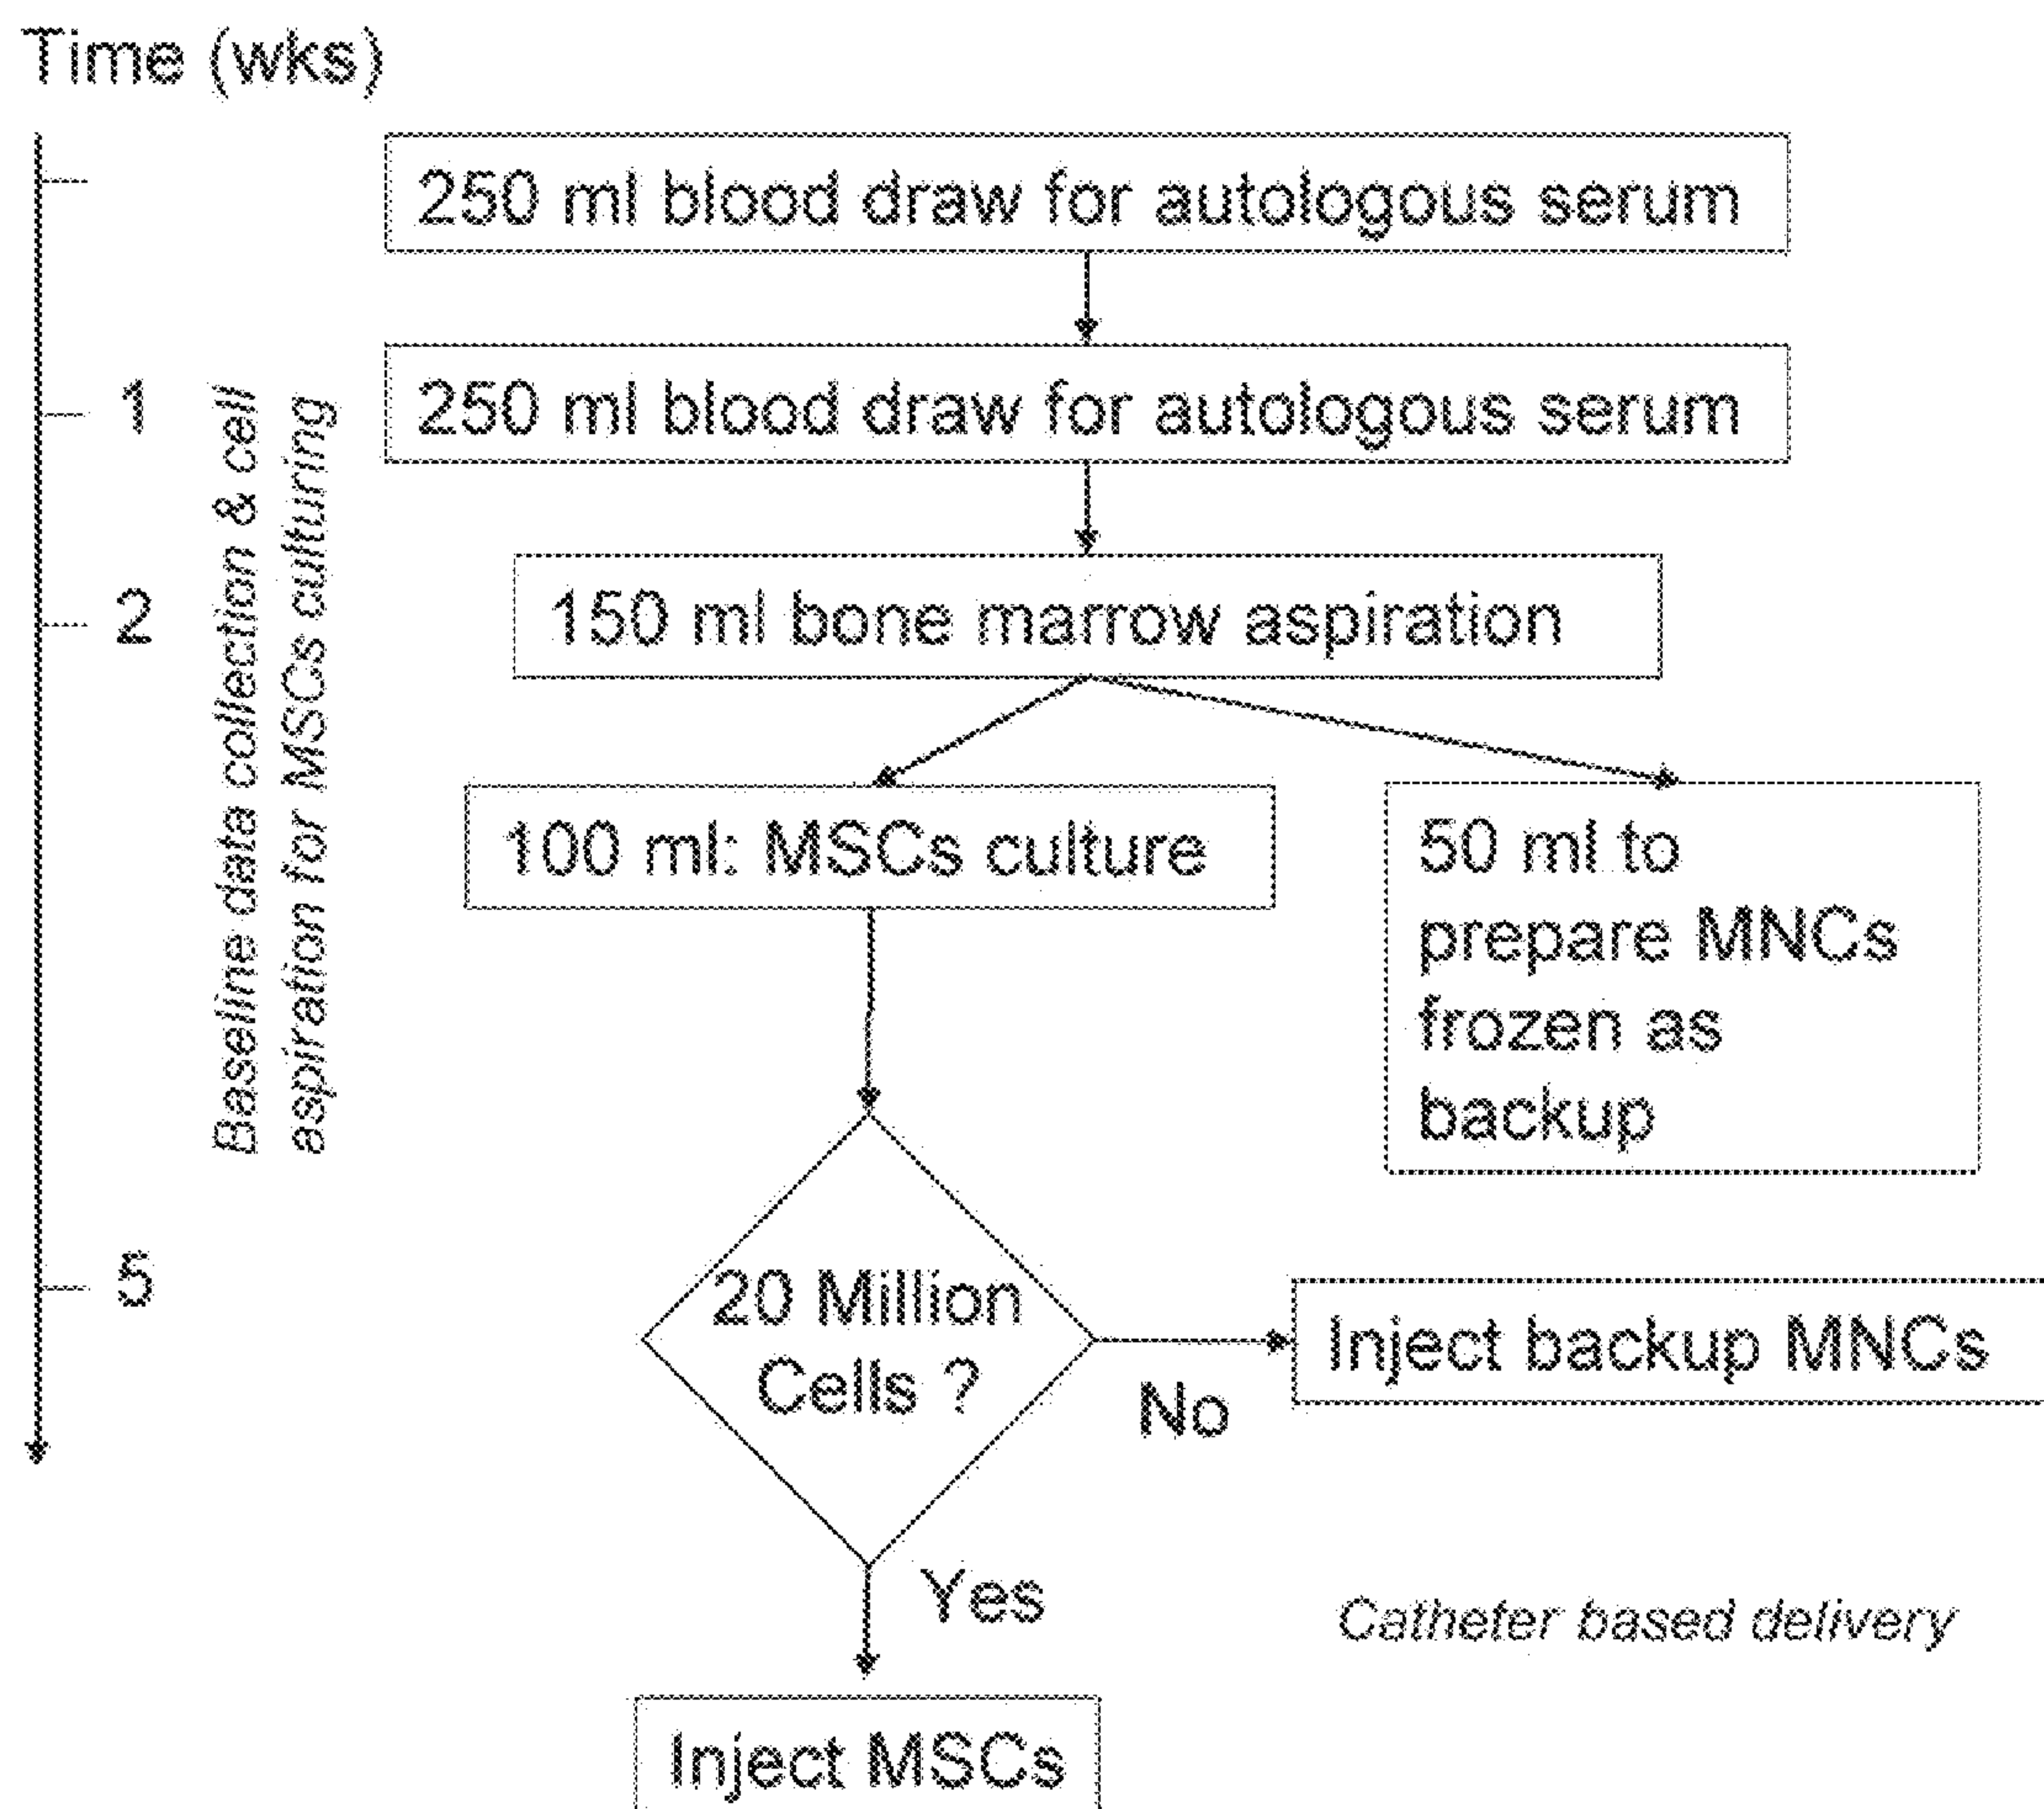 Time (wks)
250 ml blood draw for autologous serum
1
250 ml blood draw for autologous serum
Baseline data collection & cell
aspiration for MSCs culturing
2
150 ml bone marrow aspiration
100 ml: MSCs culture
50 ml to
prepare MNCs
frozen as
backup
5
20 Million
Cells ?
No
Inject backup MNCs
Yes
Catheter based delivery
Inject MSCs